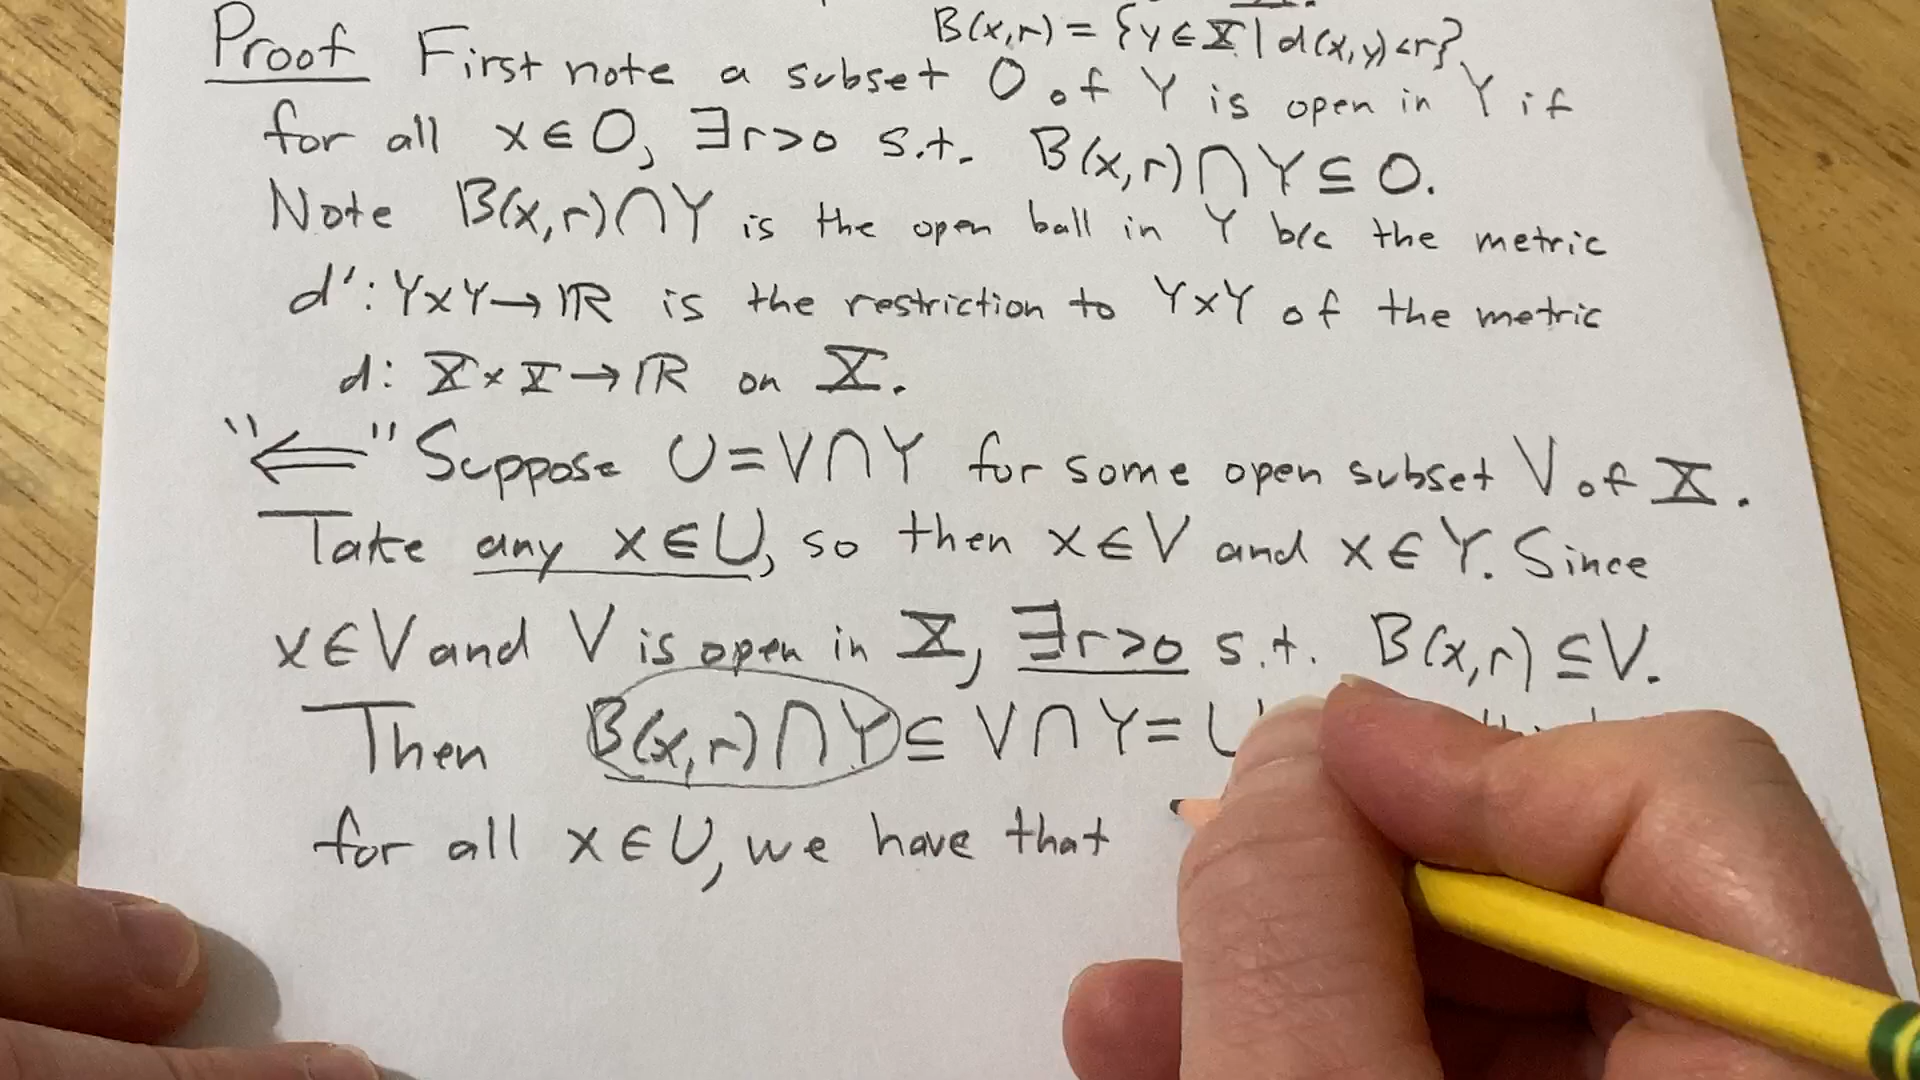 B(x,r) = {y ∈ X | d(x,y) < r}.
Proof First note a subset O of Y is open in Y if
for all x ∈ O, ∃r>0 s.t. B(x,r) ∩ Y ⊆ O.
Note B(x,r) ∩ Y is the open ball in Y b/c the metric
d': Y×Y → ℝ is the restriction to Y×Y of the metric
d: X×X → ℝ on X.
"⟸" Suppose U = V ∩ Y for some open subset V of X.
Take any x ∈ U, so then x ∈ V and x ∈ Y. Since
x ∈ V and V is open in X, ∃r>0 s.t. B(x,r) ⊆ V.
Then B(x,r) ∩ Y ⊆ V ∩ Y = U
for all x ∈ U, we have that